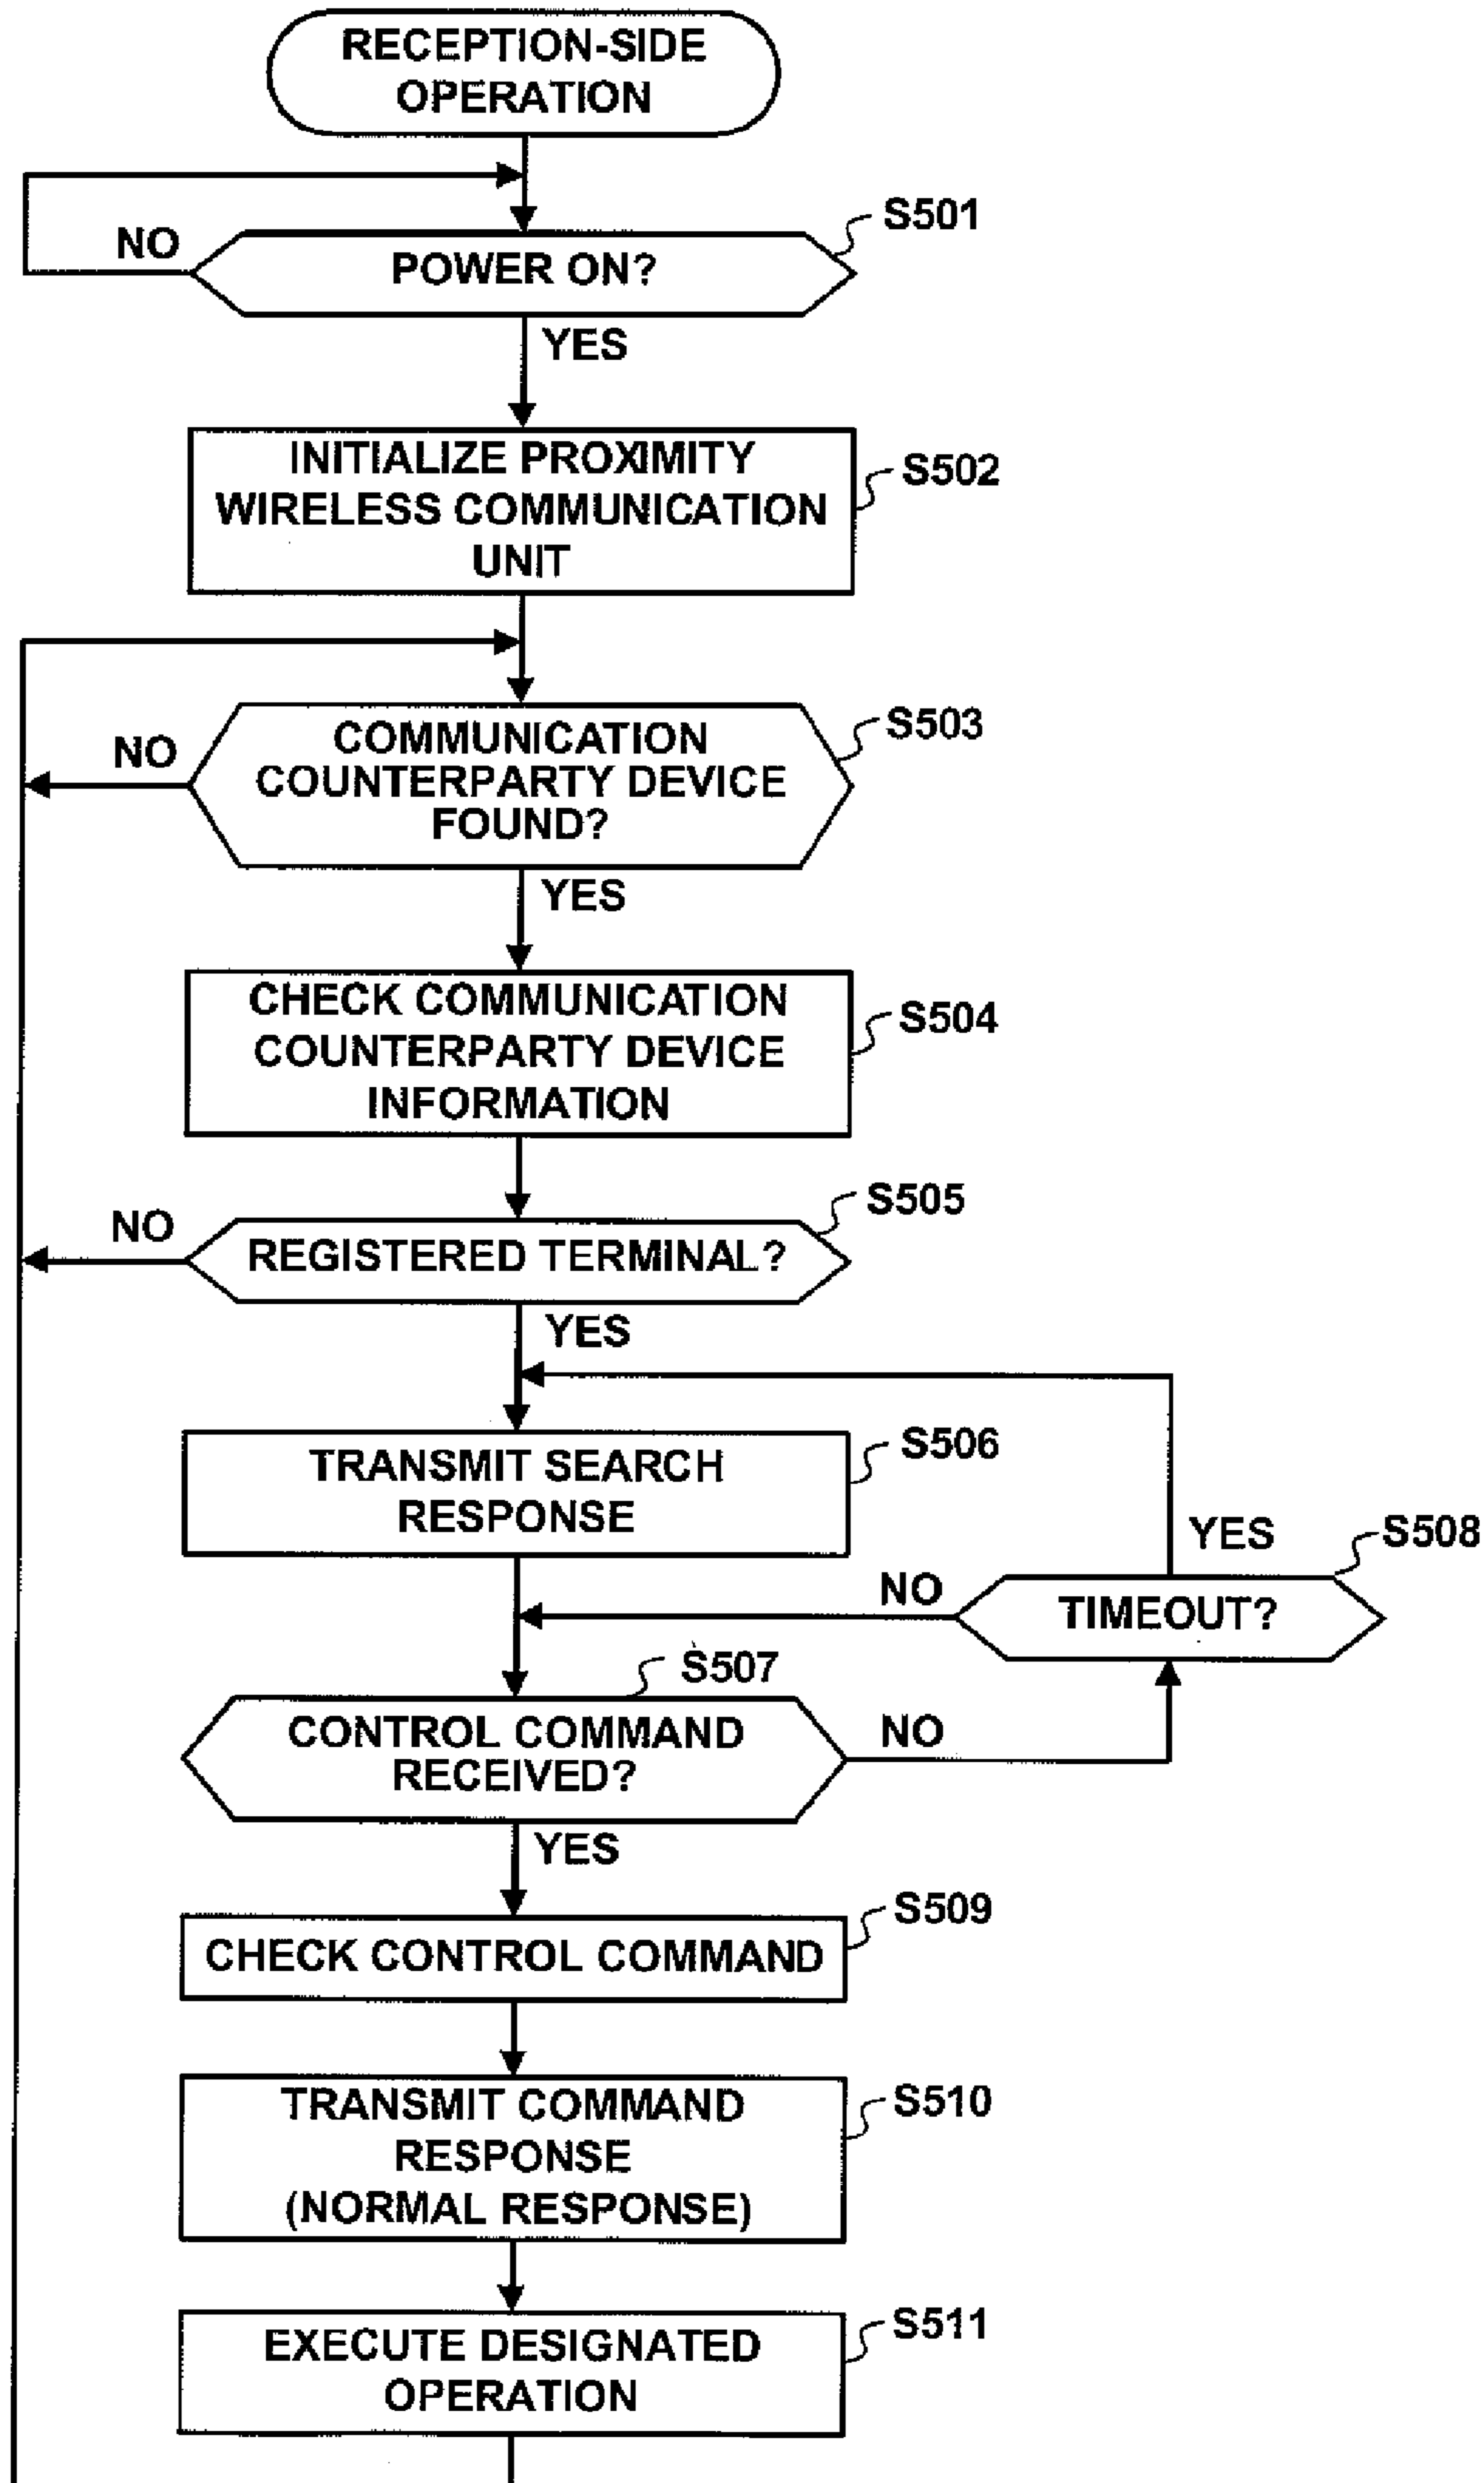 RECEPTION-SIDE
OPERATION
S501
NO
POWER ON?
YES
INITIALIZE PROXIMITY
WIRELESS COMMUNICATION
UNIT
S502
S503
NO
COMMUNICATION
COUNTERPARTY DEVICE
FOUND?
YES
CHECK COMMUNICATION
COUNTERPARTY DEVICE
INFORMATION
S504
S505
NO
REGISTERED TERMINAL?
YES
S506
TRANSMIT SEARCH
RESPONSE
YES
S508
NO
TIMEOUT?
S507
CONTROL COMMAND
RECEIVED?
NO
YES
S509
CHECK CONTROL COMMAND
TRANSMIT COMMAND
RESPONSE
(NORMAL RESPONSE)
S510
EXECUTE DESIGNATED
OPERATION
S511